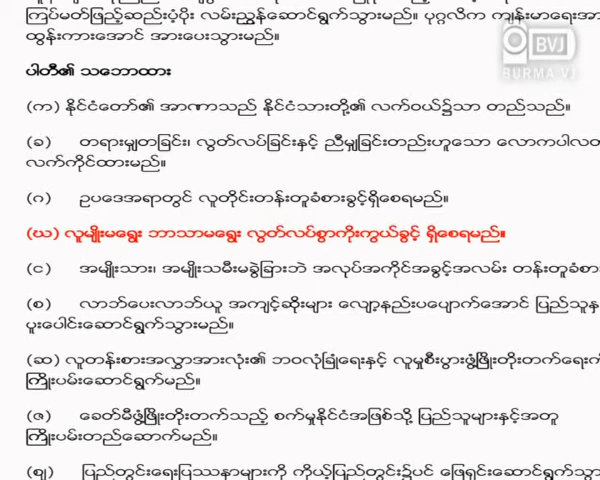 ကြပ်မတ်ဖြည့်ဆည်းပံ့ပိုး လမ်းညွှန်ဆောင်ရွက်သွားမည်။ ပုဂ္ဂလိက ကျန်းမာရေး
ထွန်းကားအောင် အားပေးသွားမည်။
BVJ
BURMA VJ
ပါတီ၏ သဘောထား
(က) နိုင်ငံတော်၏ အာဏာသည် နိုင်ငံသားတို့၏ လက်ဝယ်၌သာ တည်သည်။
(ခ) တရားမျှတခြင်း၊ လွတ်လပ်ခြင်းနှင့် ညီမျှခြင်းတည်းဟူသော လောကပါလ
လက်ကိုင်ထားမည်။
(ဂ) ဥပဒေအရာတွင် လူတိုင်းတန်းတူခံစားခွင့်ရှိစေရမည်။
(ဃ) လူမျိုးမရွေး ဘာသာမရွေး လွတ်လပ်စွာကိုးကွယ်ခွင့် ရှိစေရမည်။
(င) အမျိုးသား၊ အမျိုးသမီးမခွဲခြားဘဲ အလုပ်အကိုင်အခွင့်အလမ်း တန်းတူခံစား
(စ) လာဘ်ပေးလာဘ်ယူ အကျင့်ဆိုးများ လျော့နည်းပပျောက်အောင် ပြည်သူ
ပူးပေါင်းဆောင်ရွက်သွားမည်။
(ဆ) လူတန်းစားအလွှာအားလုံး၏ ဘဝလုံခြုံရေးနှင့် လူမှုစီးပွားဖွံ့ဖြိုးတိုးတက်ရေး
ကြိုးပမ်းဆောင်ရွက်မည်။
(ဇ) ခေတ်မီဖွံ့ဖြိုးတိုးတက်သည့် စက်မှုနိုင်ငံအဖြစ်သို့ ပြည်သူများနှင့်အတူ
ကြိုးပမ်းတည်ဆောက်မည်။
(ဈ) ပြည်တွင်းရေးပြဿနာများကို ကိုယ့်ပြည်တွင်း၌ပင် ဖြေရှင်းဆောင်ရွက်